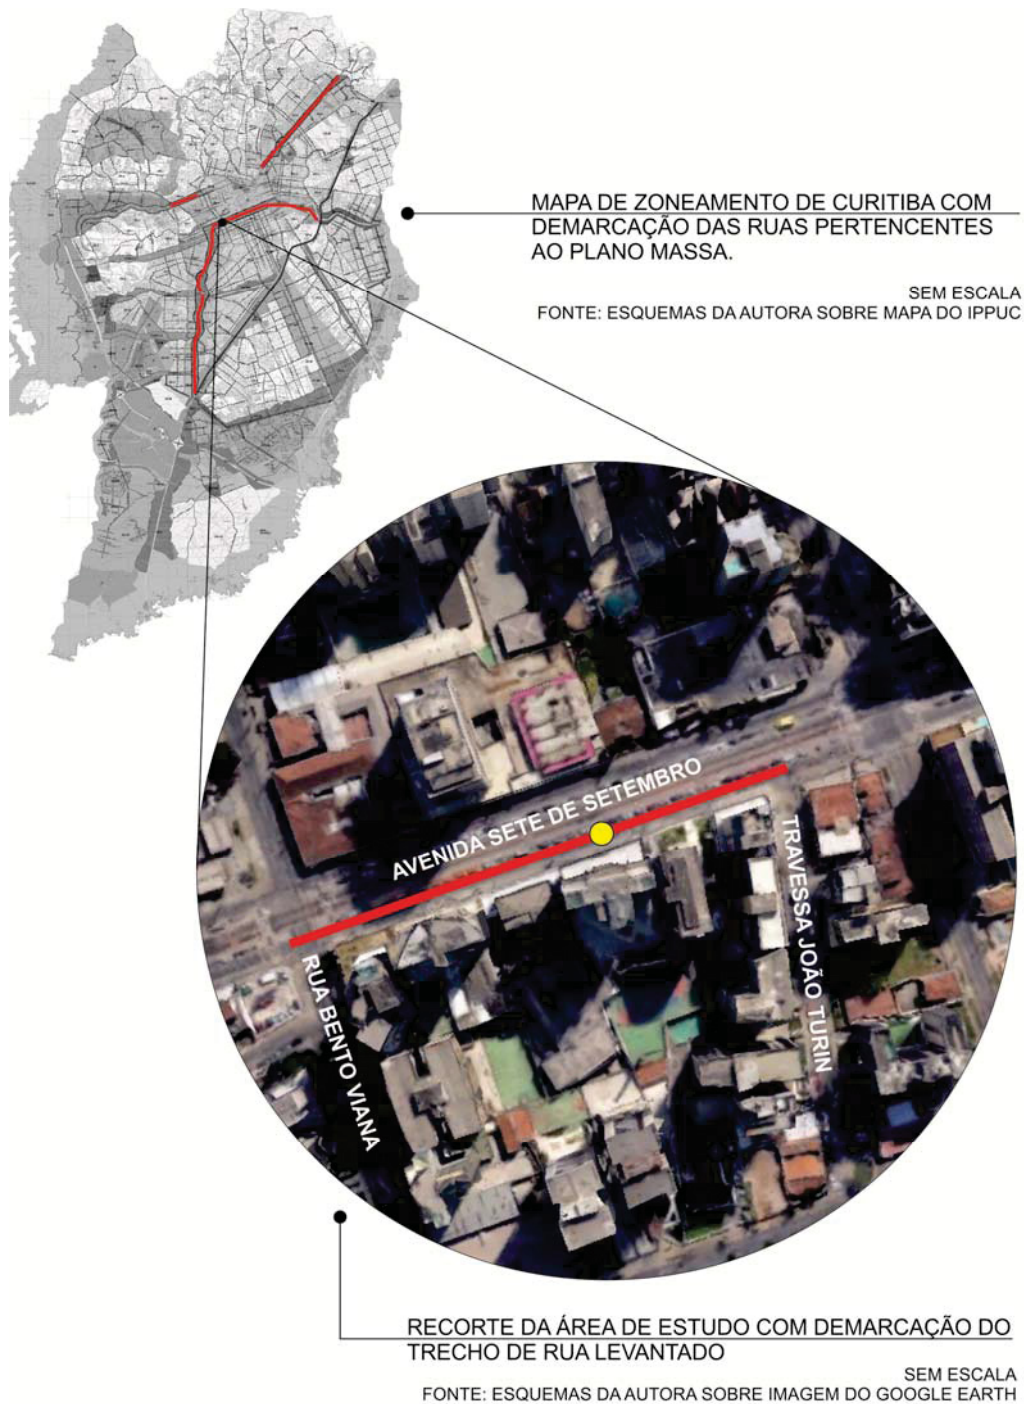 MAPA DE ZONEAMENTO DE CURITIBA COM
DEMARCAÇÃO DAS RUAS PERTENCENTES
AO PLANO MASSA.
SEM ESCALA
FONTE: ESQUEMAS DA AUTORA SOBRE MAPA DO IPPUC
AVENIDA SETE DE SETEMBRO
TRAVESSA JOÃO TURIN
RUA BENTO VIANA
RECORTE DA ÁREA DE ESTUDO COM DEMARCAÇÃO DO
TRECHO DE RUA LEVANTADO
SEM ESCALA
FONTE: ESQUEMAS DA AUTORA SOBRE IMAGEM DO GOOGLE EARTH